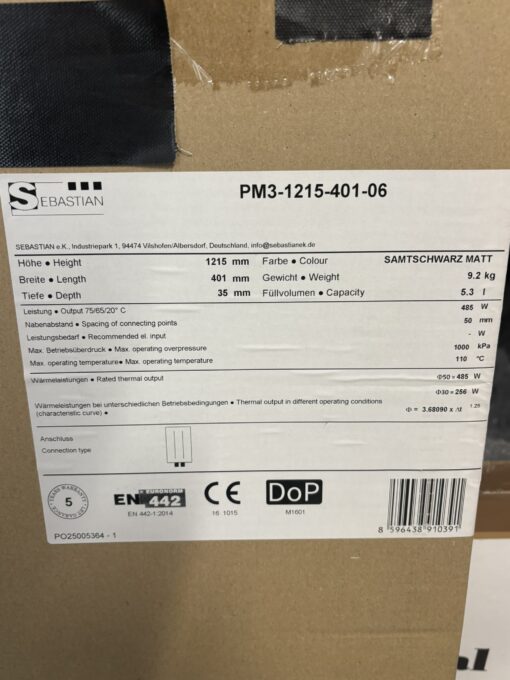 SEBASTIAN
PM3-1215-401-06
SEBASTIAN e.K., Industriepark 1, 94474 Vilshofen/Albersdorf, Deutschland, info@sebastianek.de
Höhe ● Height 1215 mm Farbe ● Colour SAMTSCHWARZ MATT
Breite ● Length 401 mm Gewicht ● Weight 9.2 kg
Tiefe ● Depth 35 mm Füllvolumen ● Capacity 5.3 l
Leistung ● Output 75/65/20° C 485 W
Nabenabstand ● Spacing of connecting points 50 mm
Leistungsbedarf ● Recommended el. input - W
Max. Betriebsüberdruck ● Max. operating overpressure 1000 kPa
Max. operating temperature● Max. operating temperature 110 °C
Wärmeleistungen ● Rated thermal output Φ50 = 485 W
Φ30 = 256 W
Wärmeleistungen bei unterschiedlichen Betriebsbedingungen ● Thermal output in different operating conditions
(characteristic curve) ● Φ = 3.68090 x Δt 1.25
Anschluss
Connection type
5
EN EURONORM 442
CE
DoP
EN 442-1:2014
16 1015
M1601
8 596438 910391
PO25005364 - 1